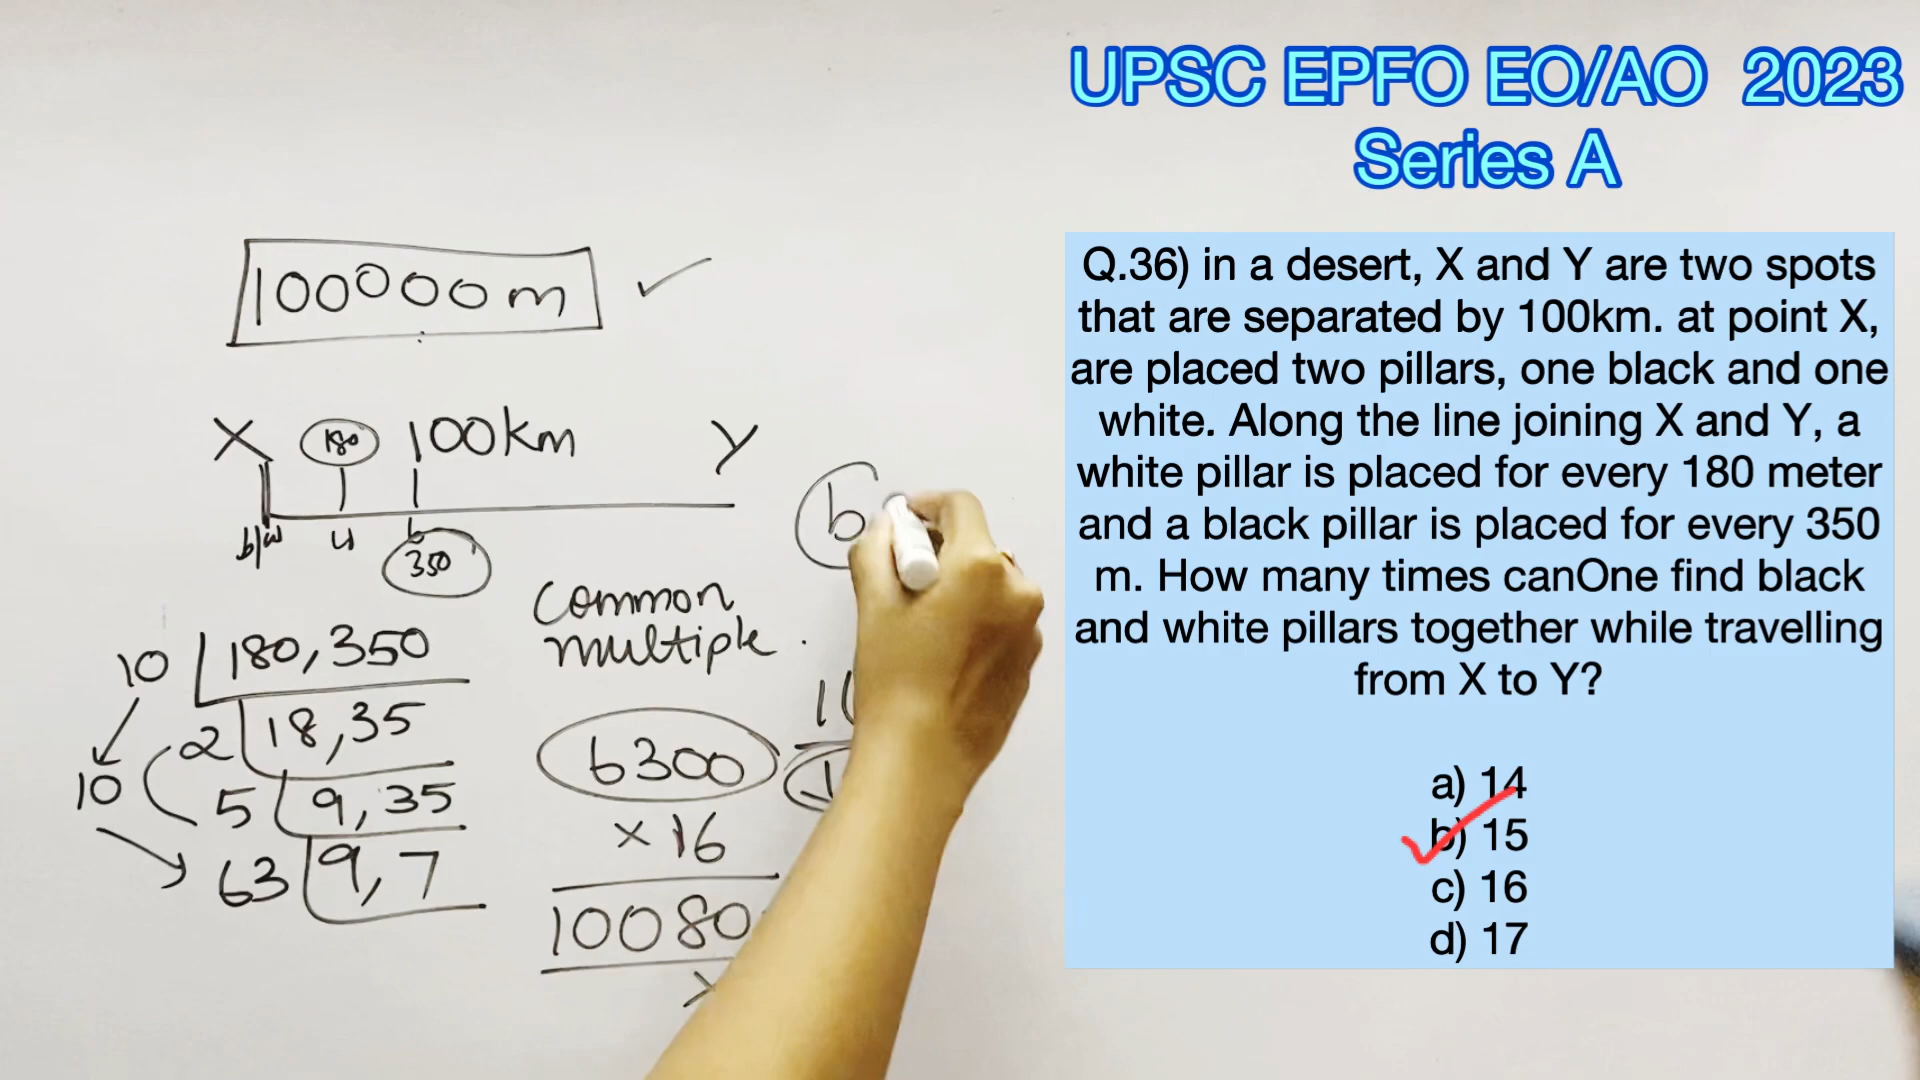 UPSC EPFO EO/AO 2023
Series A
Q.36) in a desert, X and Y are two spots
that are separated by 100km. at point X,
are placed two pillars, one black and one
white. Along the line joining X and Y, a
white pillar is placed for every 180 meter
and a black pillar is placed for every 350
m. How many times canOne find black
and white pillars together while travelling
from X to Y?
a) 14
b) 15
c) 16
d) 17
100000m
X 180 100km Y
b/w
b
350
b
common
multiple.
10 180,350
2 18,35
10 5 9,35
63 9,7
6300
×16
10080